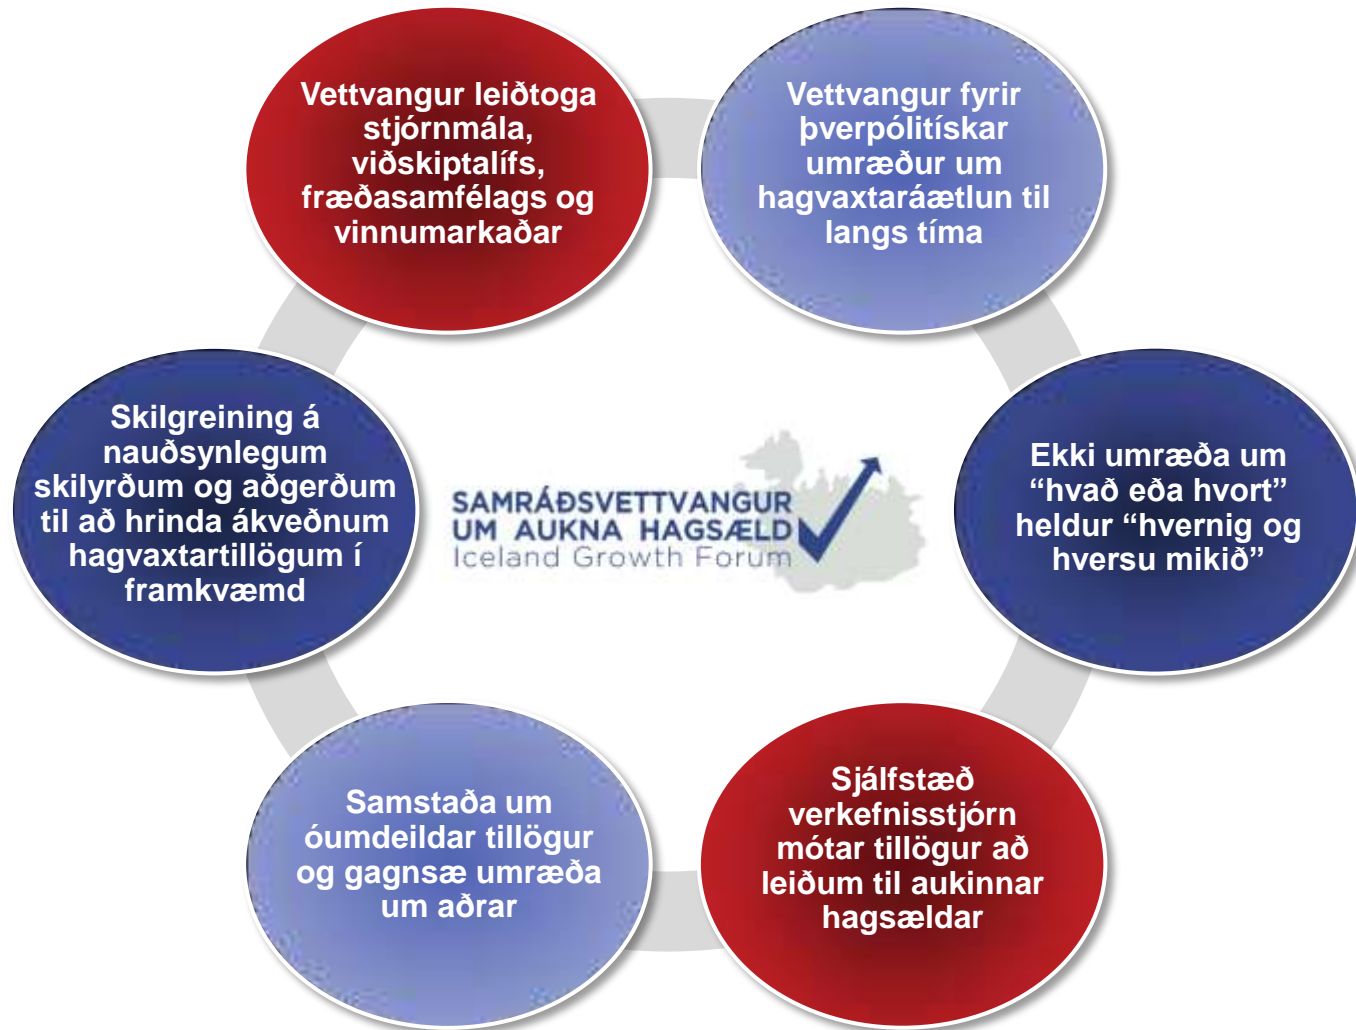 Vettvangur leiðtoga
stjórnmála,
viðskiptalífs,
fræðasamfélags og
vinnumarkaðar
Vettvangur fyrir
þverpólitískar
umræður um
hagvaxtaráætlun til
langs tíma
Skilgreining á
nauðsynlegum
skilyrðum og aðgerðum
til að hrinda ákveðnum
hagvaxtartillögum í
framkvæmd
SAMRÁÐSVETTVANGUR
UM AUKNA HAGSÆLD
Iceland Growth Forum
Ekki umræða um
“hvað eða hvort”
heldur “hvernig og
hversu mikið”
Samstaða um
óumdeildar tillögur
og gagnsæ umræða
um aðrar
Sjálfstæð
verkefnisstjórn
mótar tillögur að
leiðum til aukinnar
hagsældar